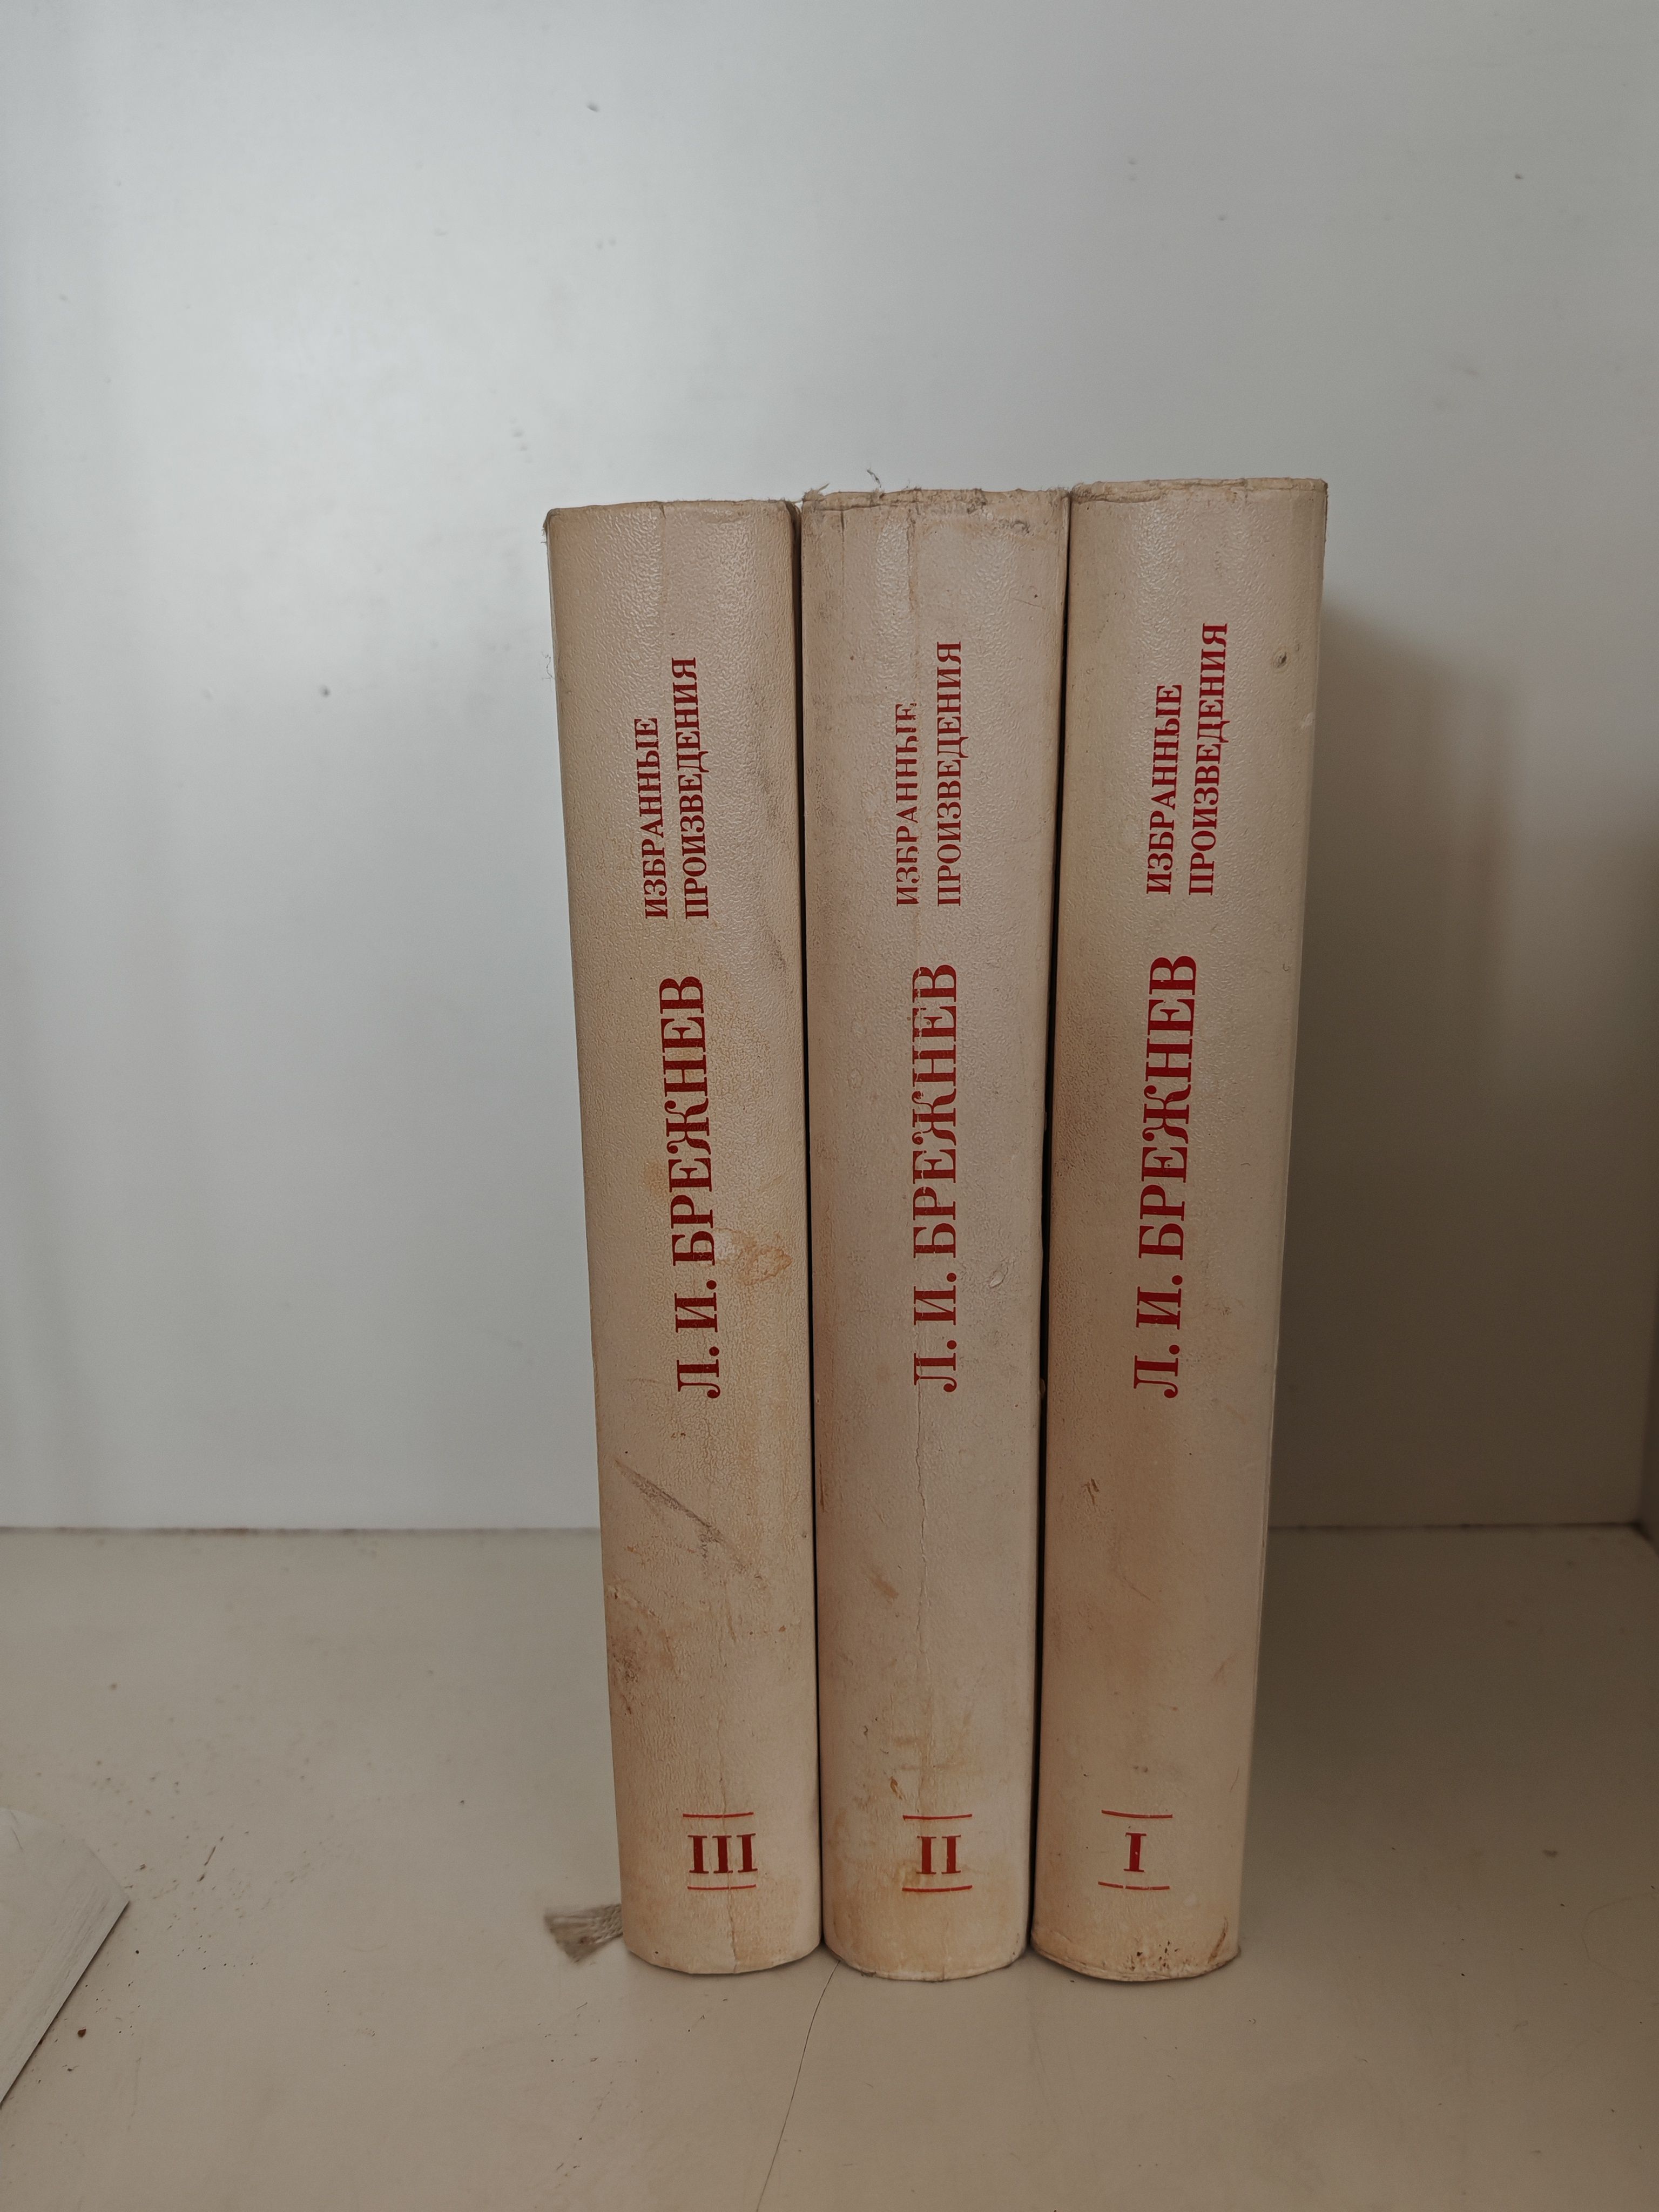 Л. И. БРЕЖНЕВ
ИЗБРАННЫЕ
ПРОИЗВЕДЕНИЯ
III
Л. И. БРЕЖНЕВ
ИЗБРАННЫЕ
ПРОИЗВЕДЕНИЯ
II
Л. И. БРЕЖНЕВ
ИЗБРАННЫЕ
ПРОИЗВЕДЕНИЯ
I